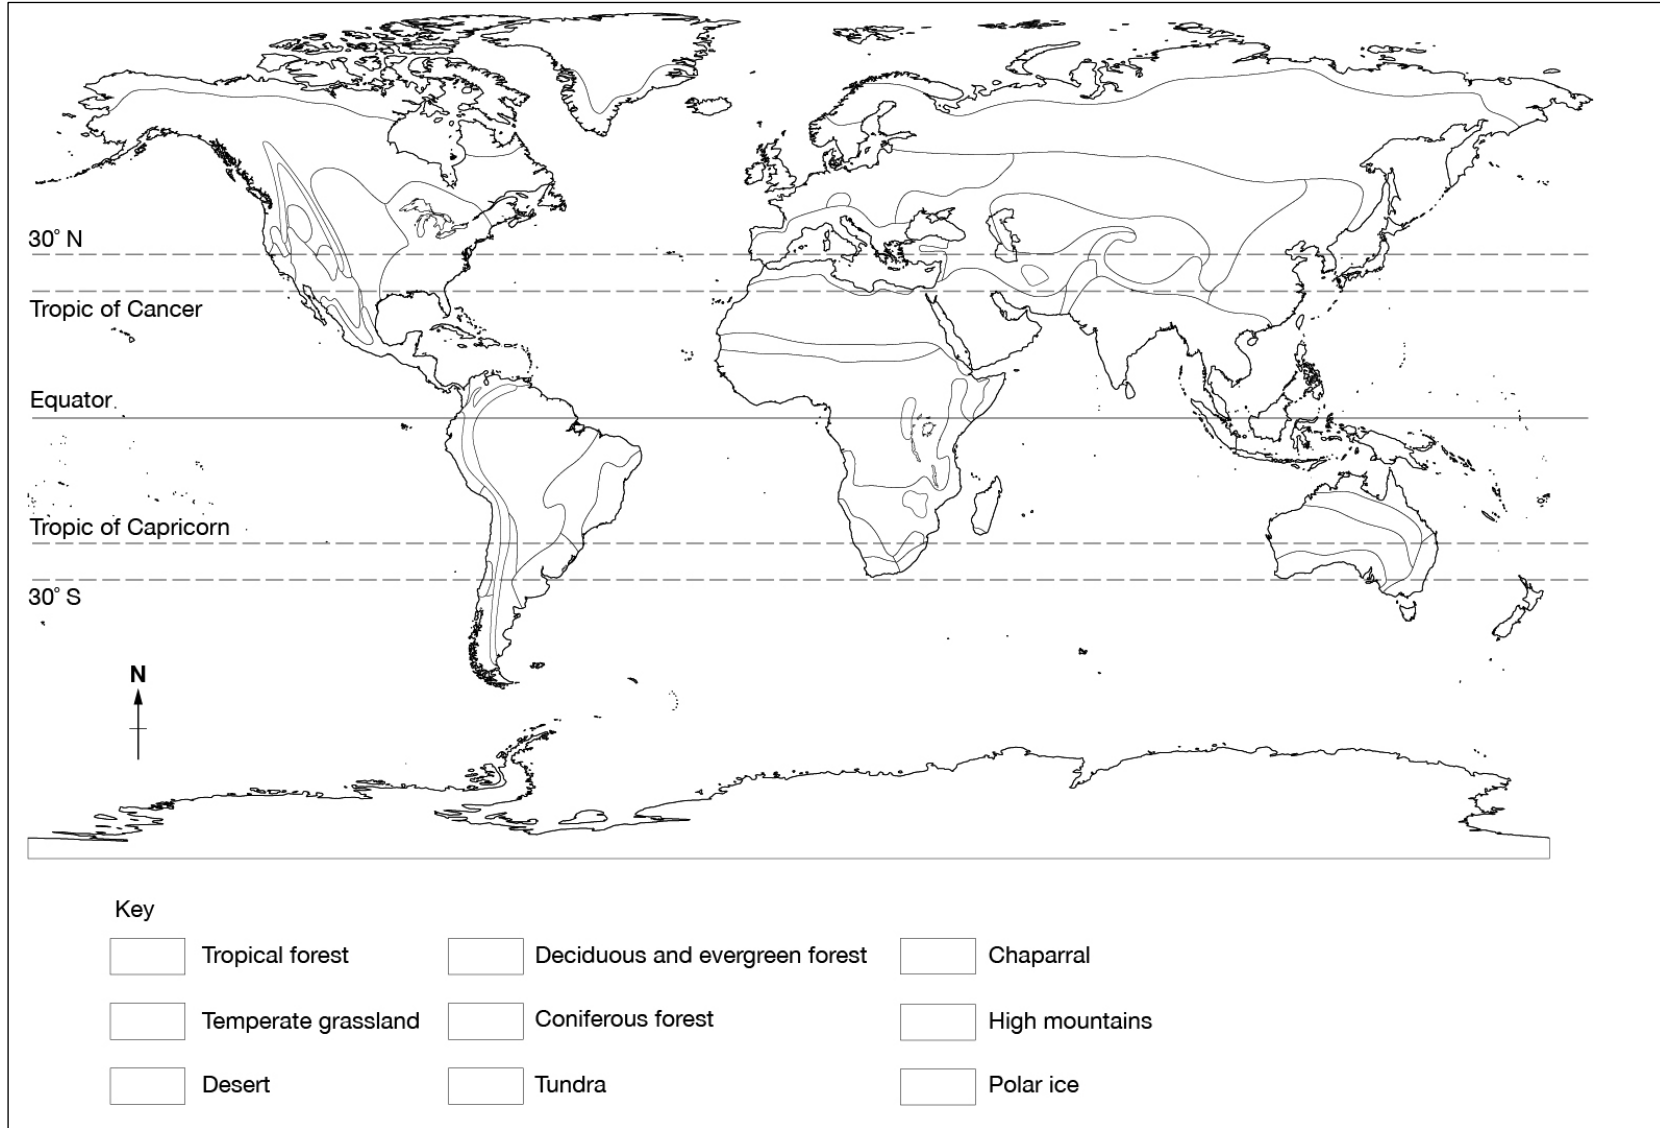 30° N
Tropic of Cancer
Equator
Tropic of Capricorn
30° S
N
Key
Tropical forest
Deciduous and evergreen forest
Chaparral
Temperate grassland
Coniferous forest
High mountains
Desert
Tundra
Polar ice